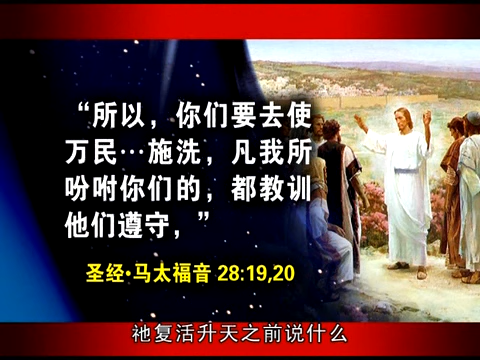 “所以，你们要去使
万民…施洗，凡我所
吩咐你们的，都教训
他们遵守，”
圣经·马太福音 28:19,20
祂复活升天之前说什么